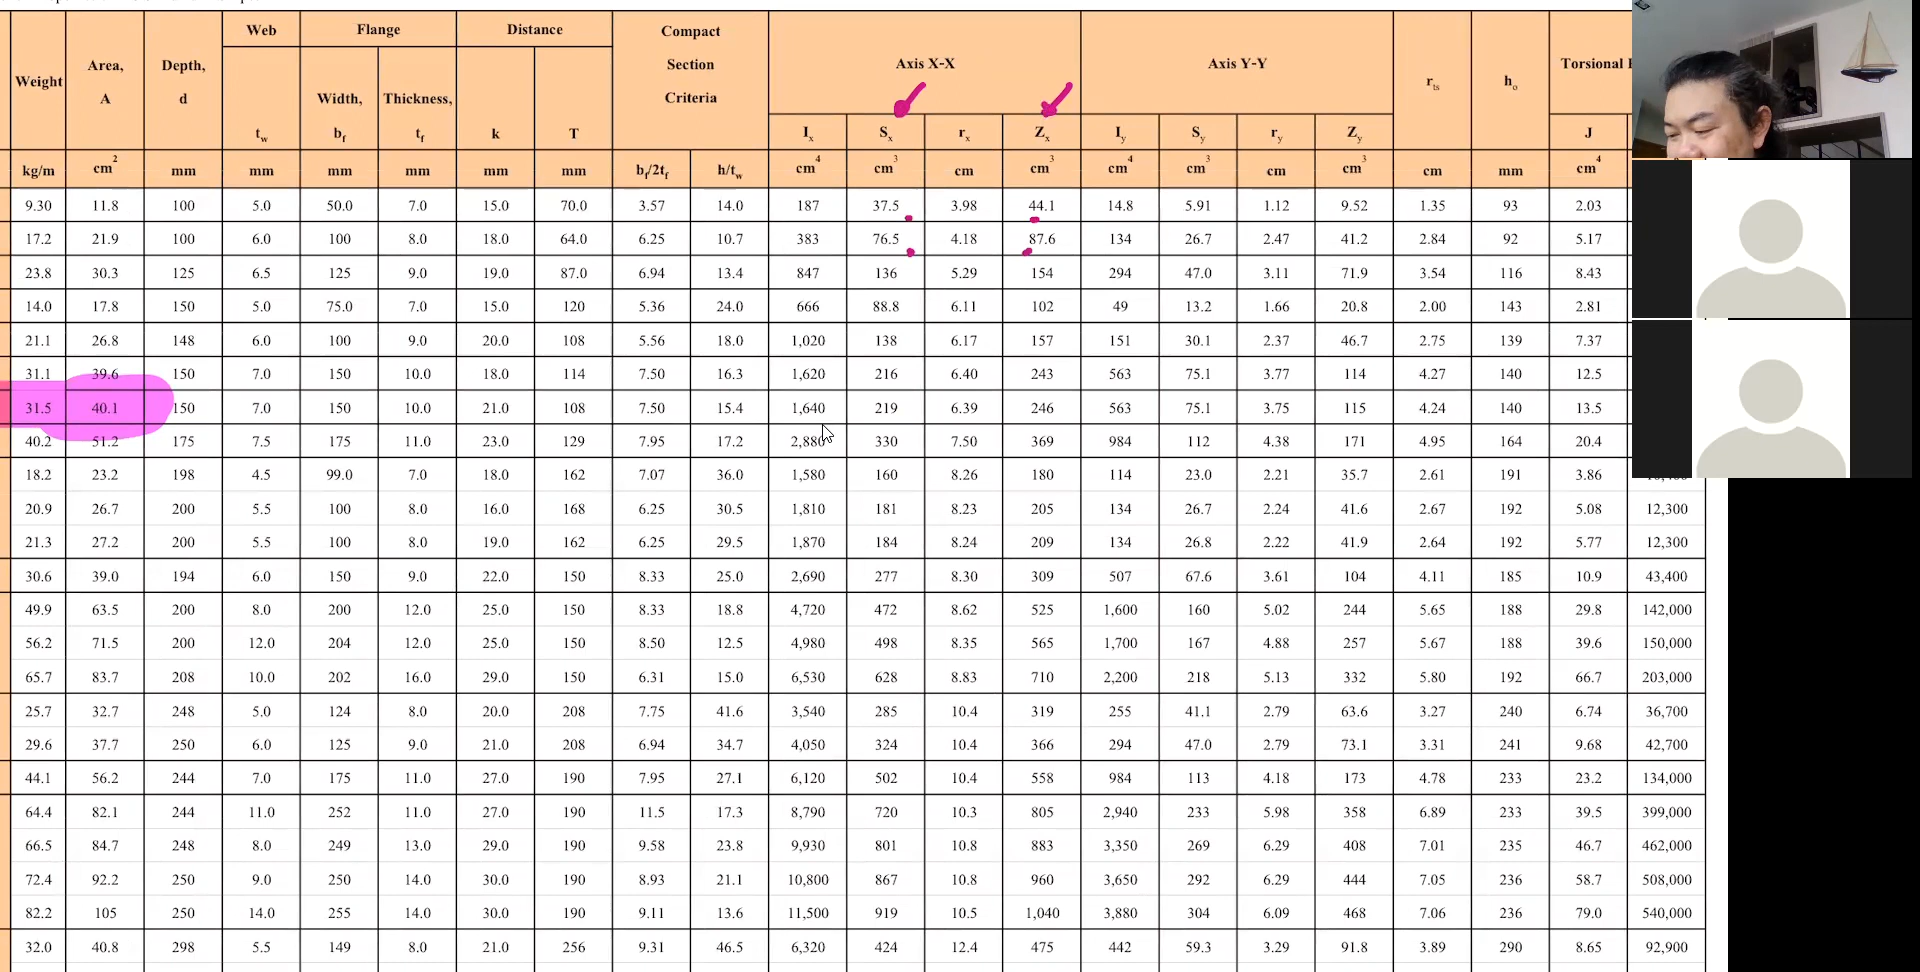 Web Flange Distance Compact Section Criteria Axis X-X Axis Y-Y Torsional
Weight Area, A Depth, d t_w Width, b_f Thickness, t_f k T I_x S_x r_x Z_x I_y S_y r_y Z_y r_ts h_o J
kg/m cm² mm mm mm mm mm mm b_f/2t_f h/t_w cm⁴ cm³ cm cm³ cm⁴ cm³ cm cm³ cm mm cm⁴
9.30 11.8 100 5.0 50.0 7.0 15.0 70.0 3.57 14.0 187 37.5 3.98 44.1 14.8 5.91 1.12 9.52 1.35 93 2.03
17.2 21.9 100 6.0 100 8.0 18.0 64.0 6.25 10.7 383 76.5 4.18 87.6 134 26.7 2.47 41.2 2.84 92 5.17
23.8 30.3 125 6.5 125 9.0 19.0 87.0 6.94 13.4 847 136 5.29 154 294 47.0 3.11 71.9 3.54 116 8.43
14.0 17.8 150 5.0 75.0 7.0 15.0 120 5.36 24.0 666 88.8 6.11 102 49 13.2 1.66 20.8 2.00 143 2.81
21.1 26.8 148 6.0 100 9.0 20.0 108 5.56 18.0 1,020 138 6.17 157 151 30.1 2.37 46.7 2.75 139 7.37
31.1 39.6 150 7.0 150 10.0 18.0 114 7.50 16.3 1,620 216 6.40 243 563 75.1 3.77 114 4.27 140 12.5
31.5 40.1 150 7.0 150 10.0 21.0 108 7.50 15.4 1,640 219 6.39 246 563 75.1 3.75 115 4.24 140 13.5
40.2 51.2 175 7.5 175 11.0 23.0 129 7.95 17.2 2,880 330 7.50 369 984 112 4.38 171 4.95 164 20.4
18.2 23.2 198 4.5 99.0 7.0 18.0 162 7.07 36.0 1,580 160 8.26 180 114 23.0 2.21 35.7 2.61 191 3.86
20.9 26.7 200 5.5 100 8.0 16.0 168 6.25 30.5 1,810 181 8.23 205 134 26.7 2.24 41.6 2.67 192 5.08 12,300
21.3 27.2 200 5.5 100 8.0 19.0 162 6.25 29.5 1,870 184 8.24 209 134 26.8 2.22 41.9 2.64 192 5.77 12,300
30.6 39.0 194 6.0 150 9.0 22.0 150 8.33 25.0 2,690 277 8.30 309 507 67.6 3.61 104 4.11 185 10.9 43,400
49.9 63.5 200 8.0 200 12.0 25.0 150 8.33 18.8 4,720 472 8.62 525 1,600 160 5.02 244 5.65 188 29.8 142,000
56.2 71.5 200 12.0 204 12.0 25.0 150 8.50 12.5 4,980 498 8.35 565 1,700 167 4.88 257 5.67 188 39.6 150,000
65.7 83.7 208 10.0 202 16.0 29.0 150 6.31 15.0 6,530 628 8.83 710 2,200 218 5.13 332 5.80 192 66.7 203,000
25.7 32.7 248 5.0 124 8.0 20.0 208 7.75 41.6 3,540 285 10.4 319 255 41.1 2.79 63.6 3.27 240 6.74 36,700
29.6 37.7 250 6.0 125 9.0 21.0 208 6.94 34.7 4,050 324 10.4 366 294 47.0 2.79 73.1 3.31 241 9.68 42,700
44.1 56.2 244 7.0 175 11.0 27.0 190 7.95 27.1 6,120 502 10.4 558 984 113 4.18 173 4.78 233 23.2 134,000
64.4 82.1 244 11.0 252 11.0 27.0 190 11.5 17.3 8,790 720 10.3 805 2,940 233 5.98 358 6.89 233 39.5 399,000
66.5 84.7 248 8.0 249 13.0 29.0 190 9.58 23.8 9,930 801 10.8 883 3,350 269 6.29 408 7.01 235 46.7 462,000
72.4 92.2 250 9.0 250 14.0 30.0 190 8.93 21.1 10,800 867 10.8 960 3,650 292 6.29 444 7.05 236 58.7 508,000
82.2 105 250 14.0 255 14.0 30.0 190 9.11 13.6 11,500 919 10.5 1,040 3,880 304 6.09 468 7.06 236 79.0 540,000
32.0 40.8 298 5.5 149 8.0 21.0 256 9.31 46.5 6,320 424 12.4 475 442 59.3 3.29 91.8 3.89 290 8.65 92,900